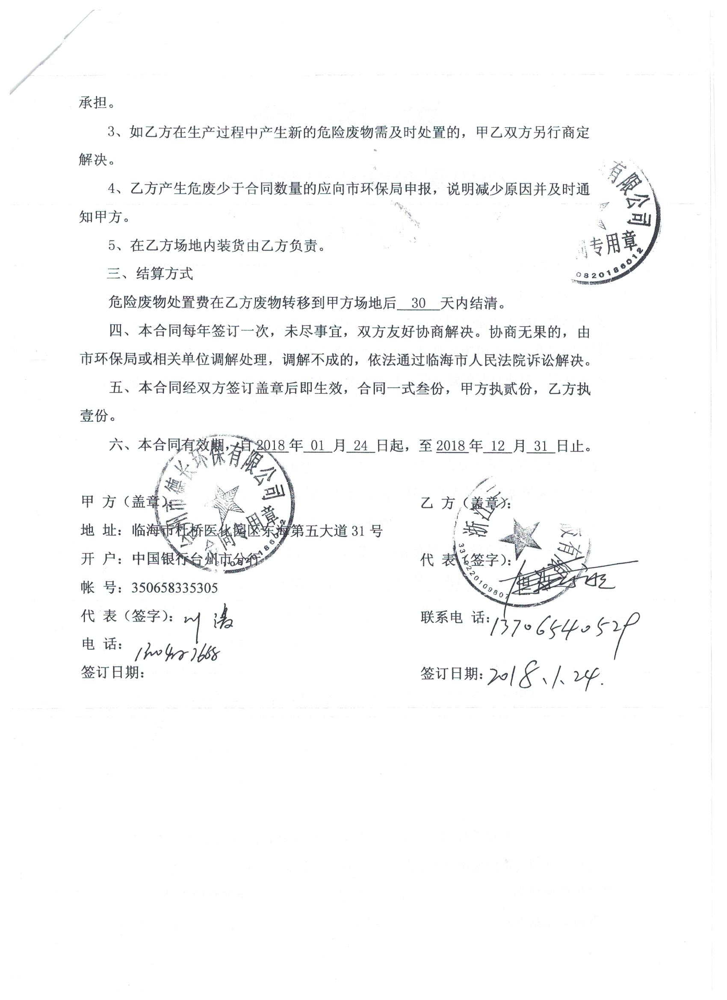 承担。
3、如乙方在生产过程中产生新的危险废物需及时处置的，甲乙双方另行商定
解决。
4、乙方产生危废少于合同数量的应向市环保局申报，说明减少原因并及时通
知甲方。
5、在乙方场地内装货由乙方负责。
有限公司
专用章
0820186012
三、结算方式
危险废物处置费在乙方废物转移到甲方场地后 30 天内结清。
四、本合同每年签订一次，未尽事宜，双方友好协商解决。协商无果的，由
市环保局或相关单位调解处理，调解不成的，依法通过临海市人民法院诉讼解决。
五、本合同经双方签订盖章后即生效，合同一式叁份，甲方执贰份，乙方执
壹份。
六、本合同有效期，自 2018 年 01 月 24 日起，至 2018 年 12 月 31 日止。
台州市德长环保有限公司
合同专用章
甲 方（盖章）：
地 址：临海市杜桥医化园区东海第五大道 31 号
开 户：中国银行台州市分行
帐 号：350658335305
代 表（签字）：
电 话：
签订日期：
乙 方（盖章）：
浙江
有
代 表（签字）：
联系电 话：13706540529
签订日期：2018、1、24.